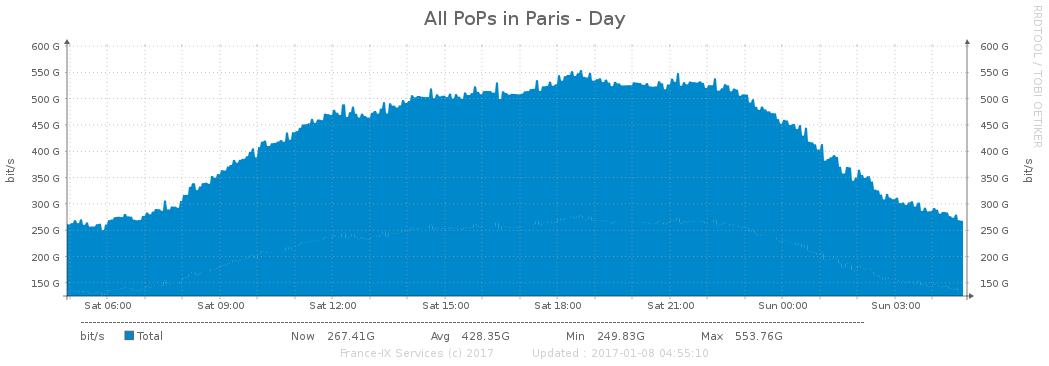 All PoPs in Paris - Day
RRDTOOL / TOBI OETIKER
600 G 600 G
550 G 550 G
500 G 500 G
450 G 450 G
400 G 400 G
350 G 350 G
300 G 300 G
250 G 250 G
200 G 200 G
150 G 150 G
bit/s
bit/s
Sat 06:00 Sat 09:00 Sat 12:00 Sat 15:00 Sat 18:00 Sat 21:00 Sun 00:00 Sun 03:00
bit/s Total Now 267.41G Avg 428.35G Min 249.83G Max 553.76G
France-IX Services (c) 2017 Updated : 2017-01-08 04:55:10